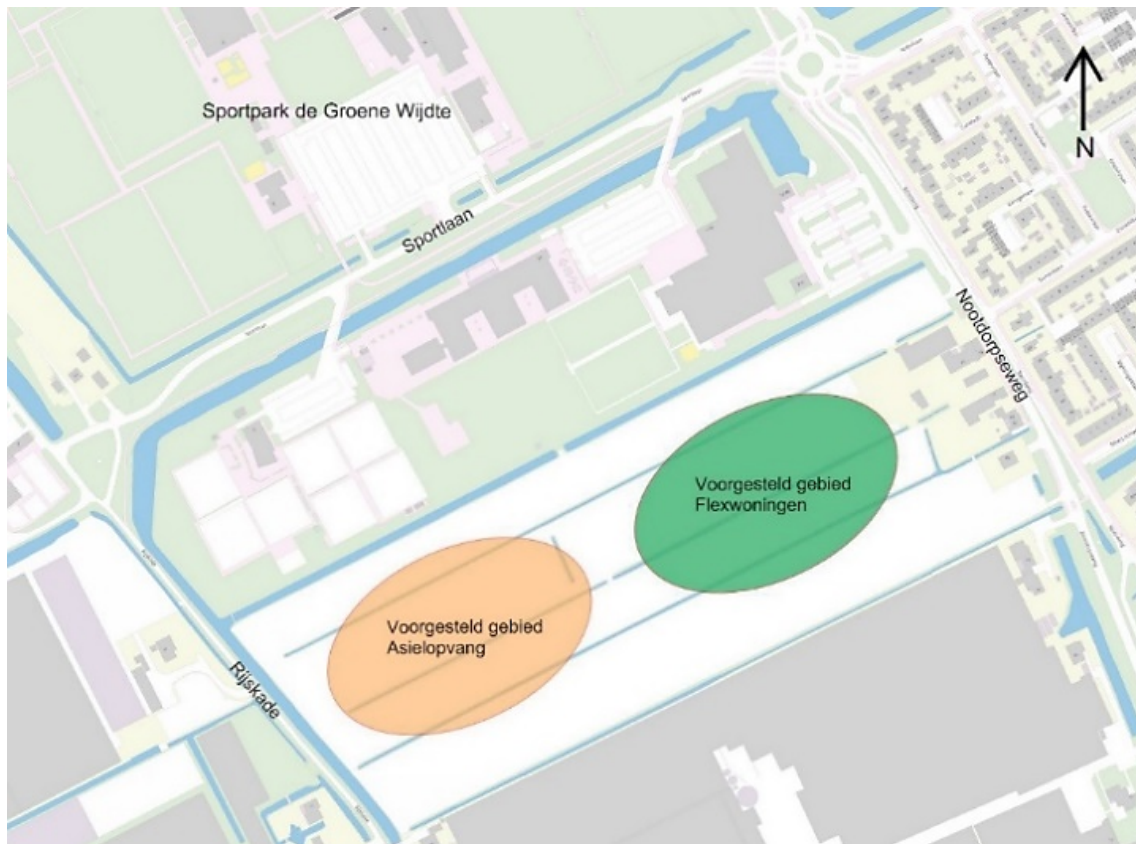 Sportpark de Groene Wijdte
N
Sportlaan
Nootdorpseweg
Voorgesteld gebied
Flexwoningen
Voorgesteld gebied
Asielopvang
Rijskade